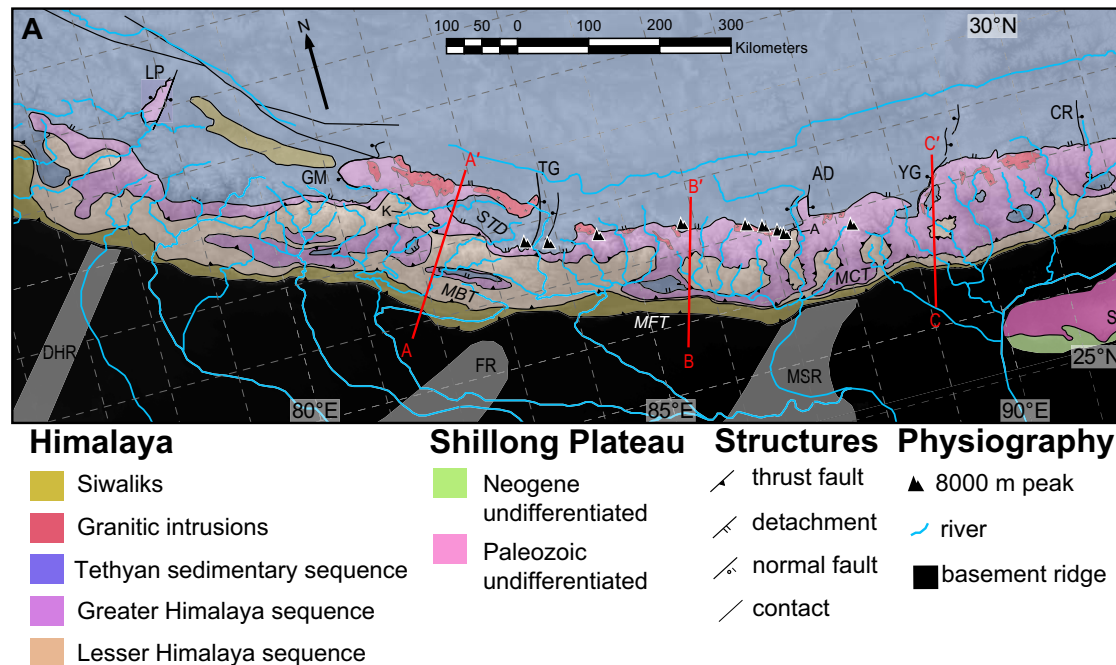 A
100 50 0 100 200 300
Kilometers
30°N
N
LP
CR
C'
A'
TG
GM
YG
AD
B'
K
STD
A
MBT
MCT
MFT
C
S
DHR
A
B
FR
MSR
25°N
80°E
85°E
90°E
Himalaya
Siwaliks
Granitic intrusions
Tethyan sedimentary sequence
Greater Himalaya sequence
Lesser Himalaya sequence
Shillong Plateau
Neogene
undifferentiated
Paleozoic
undifferentiated
Structures
thrust fault
detachment
normal fault
contact
Physiography
8000 m peak
river
basement ridge